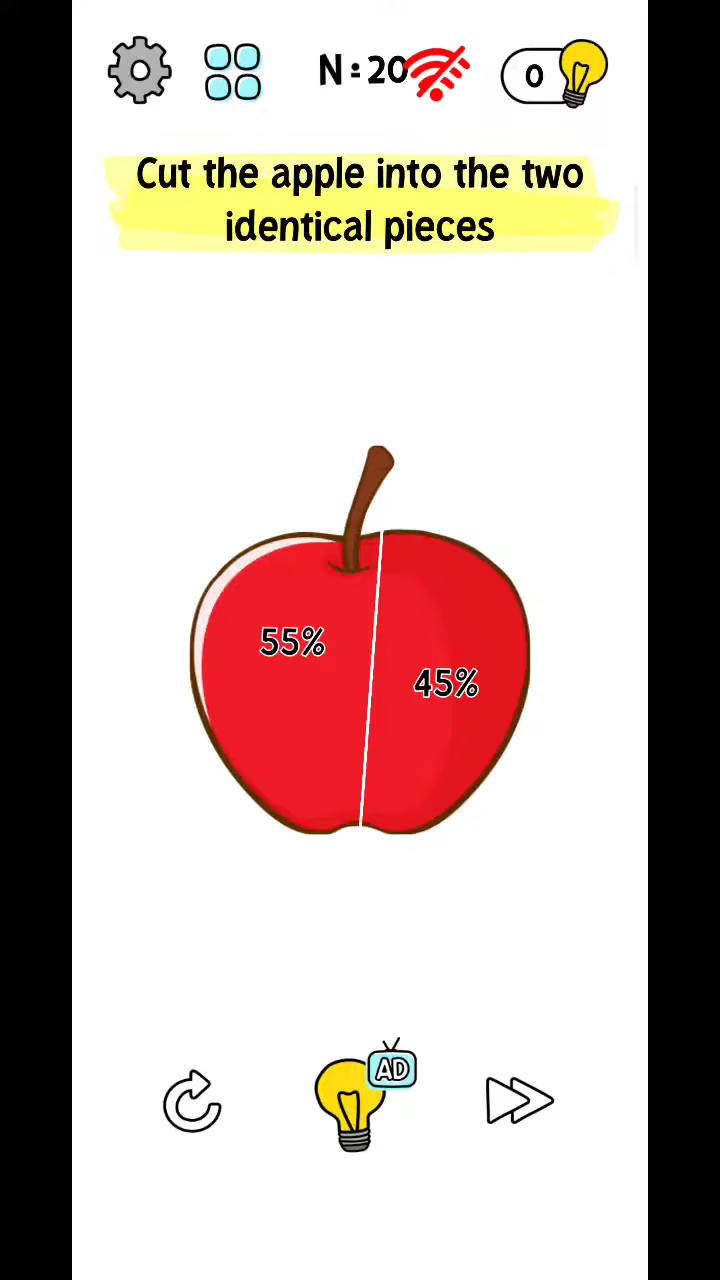 N:20
0
Cut the apple into the two
identical pieces
55%
45%
AD